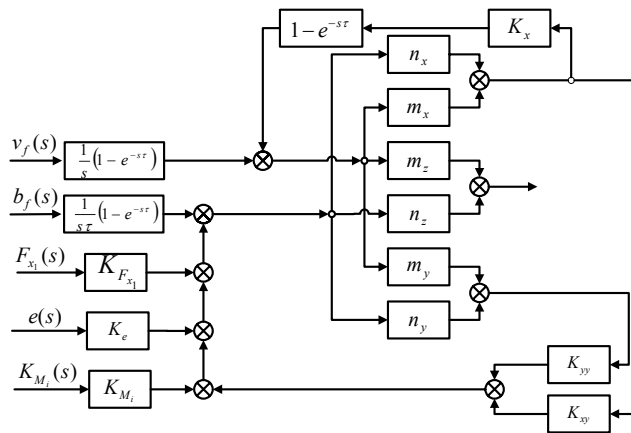 1 − e^{−sτ}
K_x
n_x
m_x
v_f(s)
1/s (1 − e^{−sτ})
m_z
b_f(s)
1/sτ (1 − e^{−sτ})
n_z
F_{x_1}(s)
K_{F_{x_1}}
m_y
e(s)
K_e
n_y
K_{yy}
K_{M_i}(s)
K_{M_i}
K_{xy}